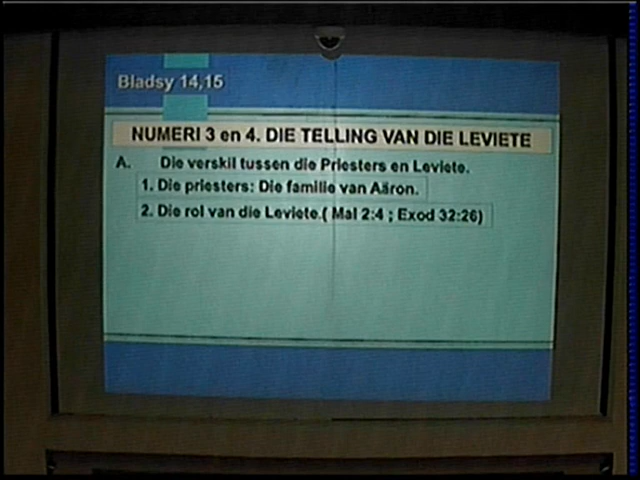 Bladsy 14,15
NUMERI 3 en 4. DIE TELLING VAN DIE LEVIETE
A. Die verskil tussen die Priesters en Leviete.
1. Die priesters: Die familie van Aäron.
2. Die rol van die Leviete.( Mal 2:4 ; Exod 32:26)